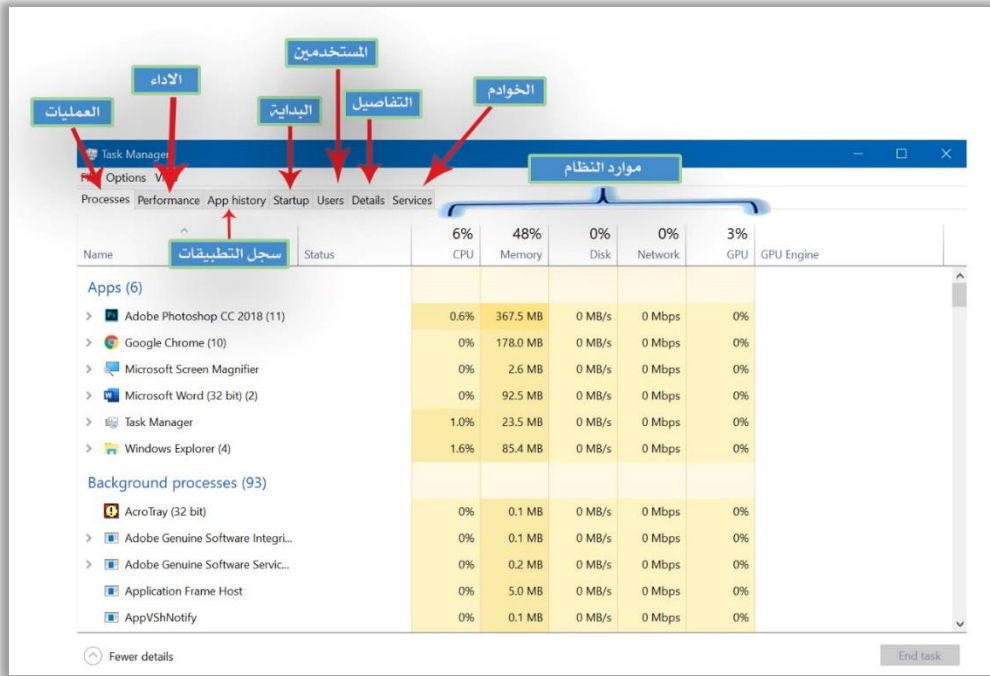 المستخدمين
الاداء
الخوادم
التفاصيل
البداية
العمليات
Task Manager
Options
موارد النظام
Processes Performance App history Startup Users Details Services
6% 48% 0% 0% 3%
Name سجل التطبيقات Status CPU Memory Disk Network GPU GPU Engine
Apps (6)
Adobe Photoshop CC 2018 (11) 0.6% 367.5 MB 0 MB/s 0 Mbps 0%
Google Chrome (10) 0% 178.0 MB 0 MB/s 0 Mbps 0%
Microsoft Screen Magnifier 0% 2.6 MB 0 MB/s 0 Mbps 0%
Microsoft Word (32 bit) (2) 0% 92.5 MB 0 MB/s 0 Mbps 0%
Task Manager 1.0% 23.5 MB 0 MB/s 0 Mbps 0%
Windows Explorer (4) 1.6% 85.4 MB 0 MB/s 0 Mbps 0%
Background processes (93)
AcroTray (32 bit) 0% 0.1 MB 0 MB/s 0 Mbps 0%
Adobe Genuine Software Integri... 0% 0.1 MB 0 MB/s 0 Mbps 0%
Adobe Genuine Software Servic... 0% 0.2 MB 0 MB/s 0 Mbps 0%
Application Frame Host 0% 5.0 MB 0 MB/s 0 Mbps 0%
AppVShNotify 0% 0.1 MB 0 MB/s 0 Mbps 0%
Fewer details End task